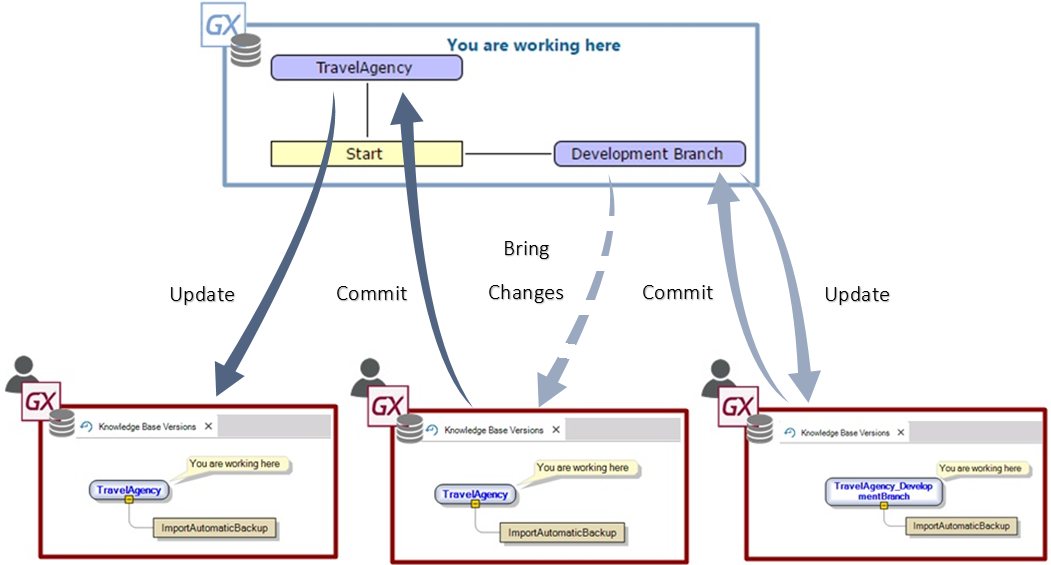 GX
You are working here
TravelAgency
Start
Development Branch
Bring
Changes
Update
Commit
Commit
Update
GX
Knowledge Base Versions
You are working here
TravelAgency
ImportAutomaticBackup
GX
Knowledge Base Versions
You are working here
TravelAgency
ImportAutomaticBackup
GX
Knowledge Base Versions
You are working here
TravelAgency_Develop
mentBranch
ImportAutomaticBackup